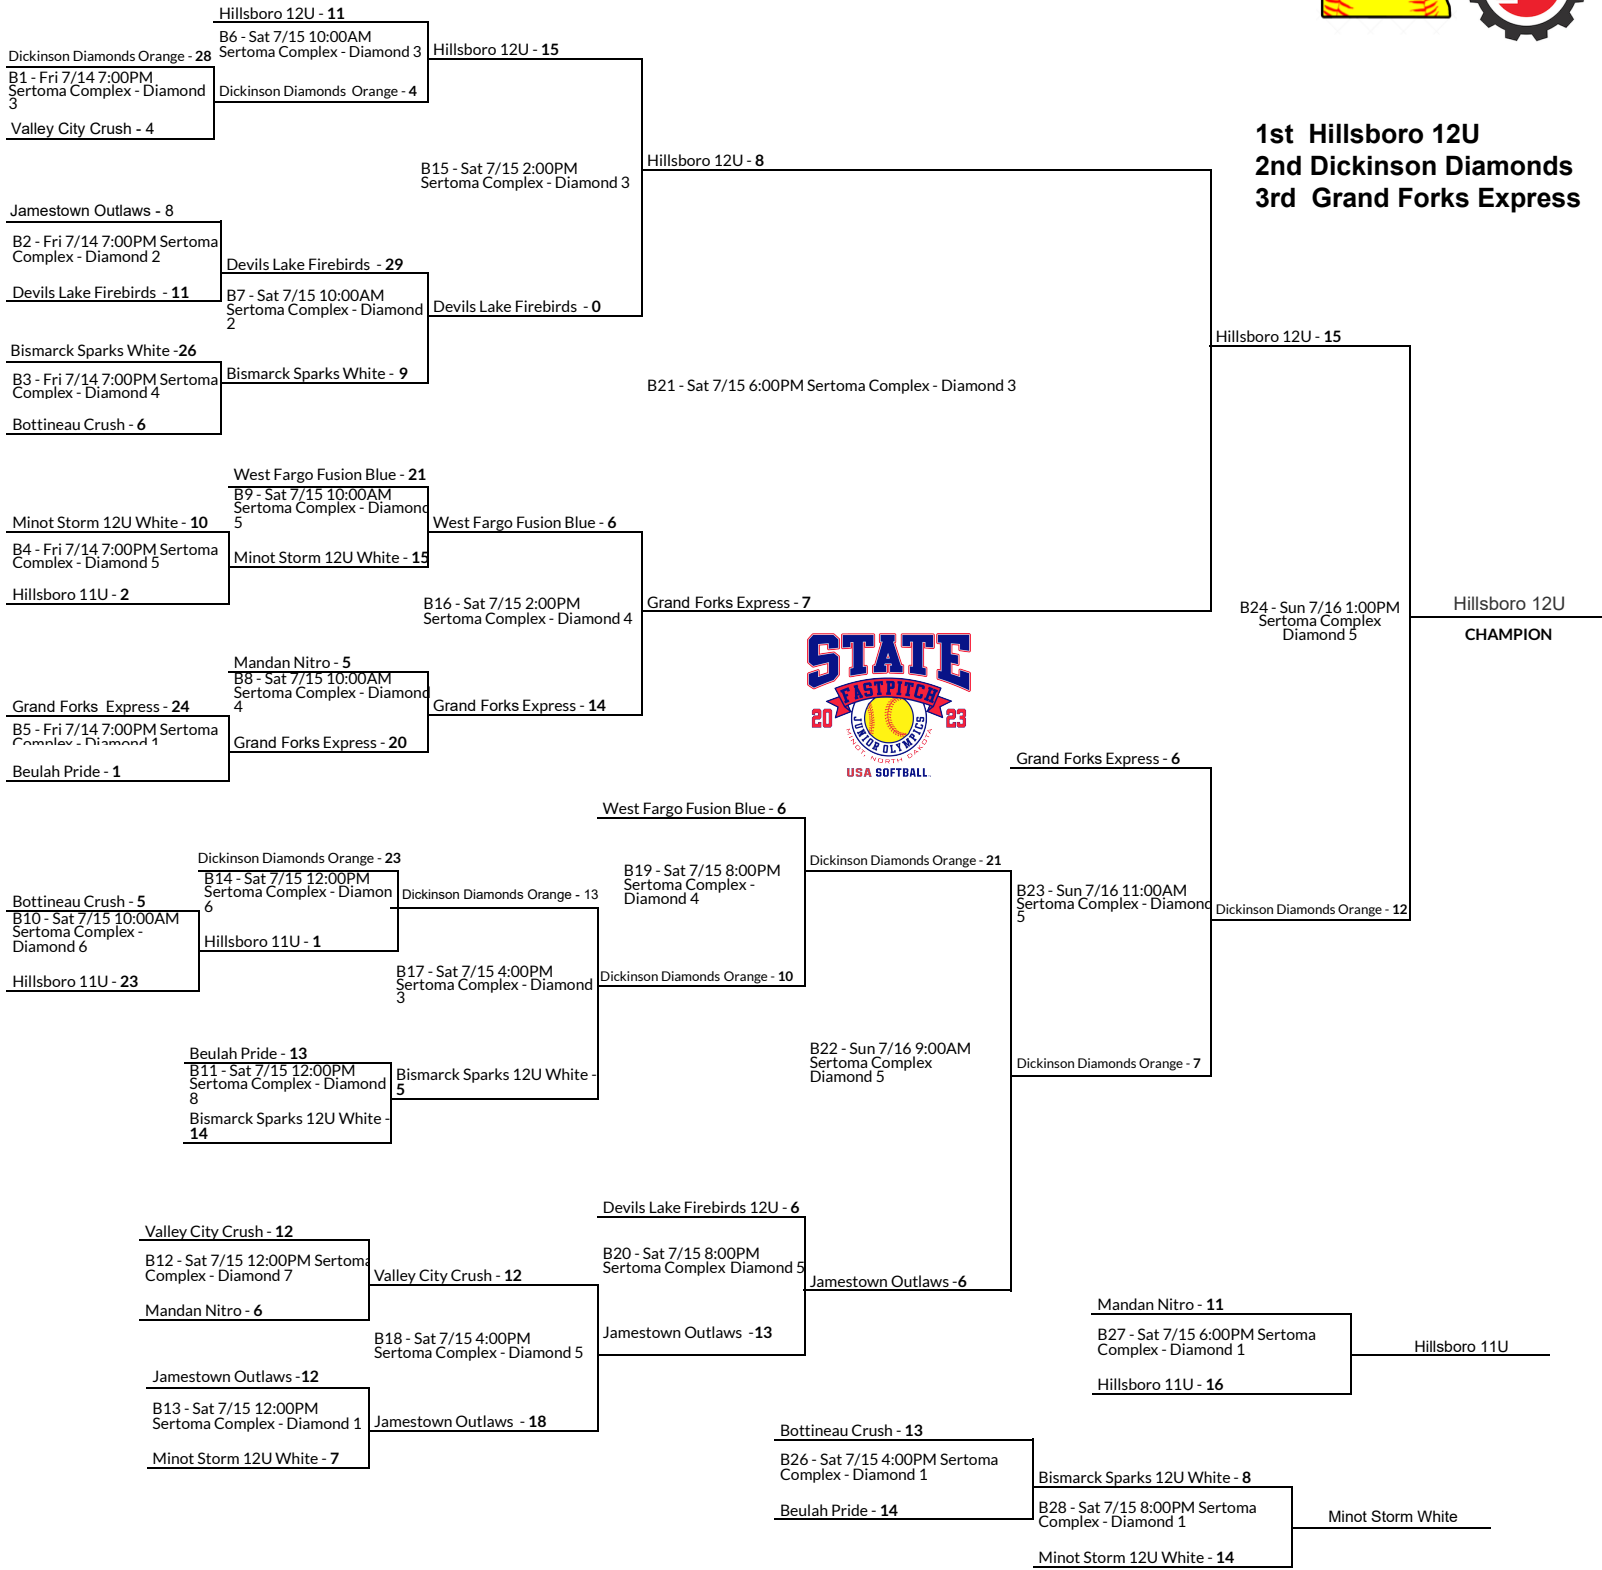 Hillsboro 12U - 11
B6 - Sat 7/15 10:00AM
Sertoma Complex - Diamond 3
Dickinson Diamonds Orange - 28
B1 - Fri 7/14 7:00PM
Sertoma Complex - Diamond
3
Valley City Crush - 4
Dickinson Diamonds Orange - 4
Hillsboro 12U - 15
B15 - Sat 7/15 2:00PM
Sertoma Complex - Diamond 3
Hillsboro 12U - 8
1st Hillsboro 12U
2nd Dickinson Diamonds
3rd Grand Forks Express
Jamestown Outlaws - 8
B2 - Fri 7/14 7:00PM Sertoma
Complex - Diamond 2
Devils Lake Firebirds - 11
Devils Lake Firebirds - 29
B7 - Sat 7/15 10:00AM
Sertoma Complex - Diamond
2
Devils Lake Firebirds - 0
Bismarck Sparks White -26
B3 - Fri 7/14 7:00PM Sertoma
Complex - Diamond 4
Bottineau Crush - 6
Bismarck Sparks White - 9
B21 - Sat 7/15 6:00PM Sertoma Complex - Diamond 3
Hillsboro 12U - 15
West Fargo Fusion Blue - 21
B9 - Sat 7/15 10:00AM
Sertoma Complex - Diamond
5
Minot Storm 12U White - 10
B4 - Fri 7/14 7:00PM Sertoma
Complex - Diamond 5
Hillsboro 11U - 2
Minot Storm 12U White - 15
West Fargo Fusion Blue - 6
B16 - Sat 7/15 2:00PM
Sertoma Complex - Diamond 4
Grand Forks Express - 7
B24 - Sun 7/16 1:00PM
Sertoma Complex
Diamond 5
Hillsboro 12U
CHAMPION
Mandan Nitro - 5
B8 - Sat 7/15 10:00AM
Sertoma Complex - Diamond
4
Grand Forks Express - 24
B5 - Fri 7/14 7:00PM Sertoma
Complex - Diamond 1
Beulah Pride - 1
Grand Forks Express - 20
Grand Forks Express - 14
STATE
FASTPITCH
20 23
JUNIOR OLYMPICS
MINOT, NORTH DAKOTA
USA SOFTBALL
Grand Forks Express - 6
West Fargo Fusion Blue - 6
B19 - Sat 7/15 8:00PM
Sertoma Complex -
Diamond 4
Dickinson Diamonds Orange - 21
Dickinson Diamonds Orange - 23
B14 - Sat 7/15 12:00PM
Sertoma Complex - Diamon
6
Dickinson Diamonds Orange - 13
Bottineau Crush - 5
B10 - Sat 7/15 10:00AM
Sertoma Complex -
Diamond 6
Hillsboro 11U - 23
Hillsboro 11U - 1
B17 - Sat 7/15 4:00PM
Sertoma Complex - Diamond
3
Dickinson Diamonds Orange - 10
B23 - Sun 7/16 11:00AM
Sertoma Complex - Diamond
5
Dickinson Diamonds Orange - 12
Beulah Pride - 13
B11 - Sat 7/15 12:00PM
Sertoma Complex - Diamond
8
Bismarck Sparks 12U White -
14
Bismarck Sparks 12U White -
5
B22 - Sun 7/16 9:00AM
Sertoma Complex
Diamond 5
Dickinson Diamonds Orange - 7
Valley City Crush - 12
B12 - Sat 7/15 12:00PM Sertoma
Complex - Diamond 7
Mandan Nitro - 6
Valley City Crush - 12
B18 - Sat 7/15 4:00PM
Sertoma Complex - Diamond 5
Devils Lake Firebirds 12U - 6
B20 - Sat 7/15 8:00PM
Sertoma Complex Diamond 5
Jamestown Outlaws -6
Jamestown Outlaws -13
Jamestown Outlaws -12
B13 - Sat 7/15 12:00PM
Sertoma Complex - Diamond 1
Minot Storm 12U White - 7
Jamestown Outlaws - 18
Mandan Nitro - 11
B27 - Sat 7/15 6:00PM Sertoma
Complex - Diamond 1
Hillsboro 11U - 16
Hillsboro 11U
Bottineau Crush - 13
B26 - Sat 7/15 4:00PM Sertoma
Complex - Diamond 1
Beulah Pride - 14
Bismarck Sparks 12U White - 8
B28 - Sat 7/15 8:00PM Sertoma
Complex - Diamond 1
Minot Storm 12U White - 14
Minot Storm White